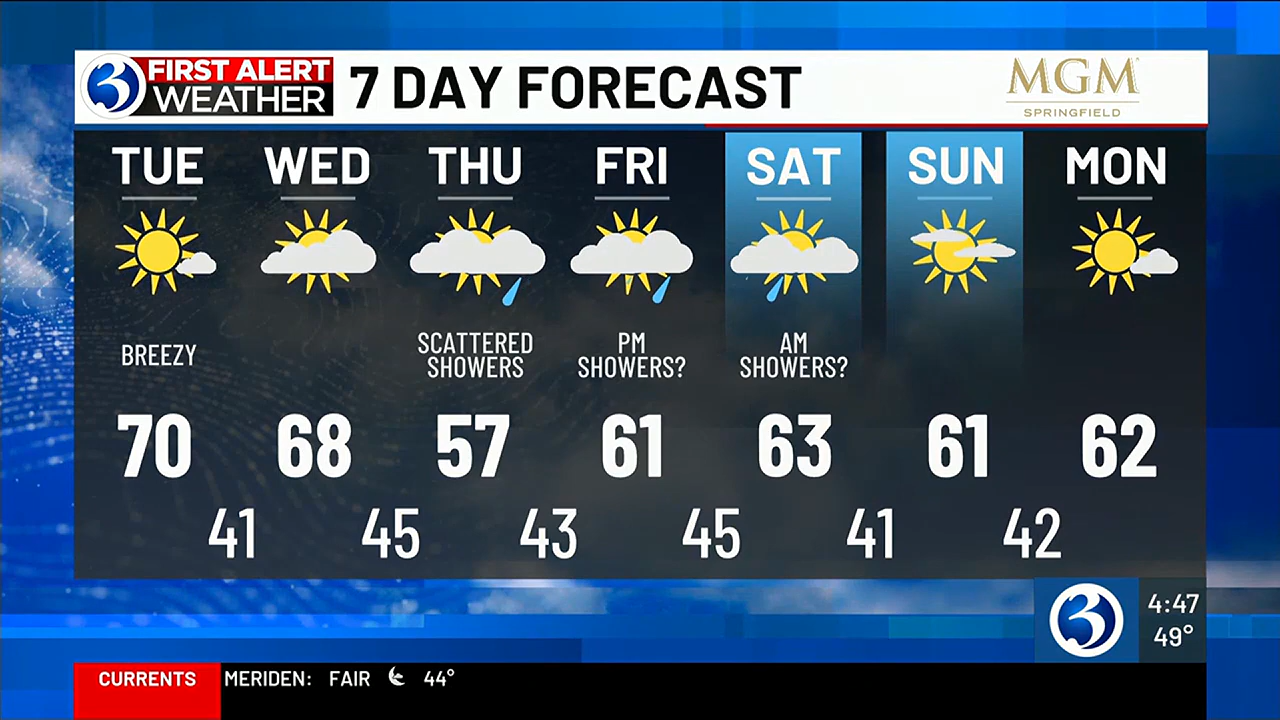 3 FIRST ALERT
WEATHER
7 DAY FORECAST
MGM
SPRINGFIELD
TUE WED THU FRI SAT SUN MON
BREEZY
SCATTERED
SHOWERS
PM
SHOWERS?
AM
SHOWERS?
70 68 57 61 63 61 62
41 45 43 45 41 42
3
4:47
49°
CURRENTS MERIDEN: FAIR 44°